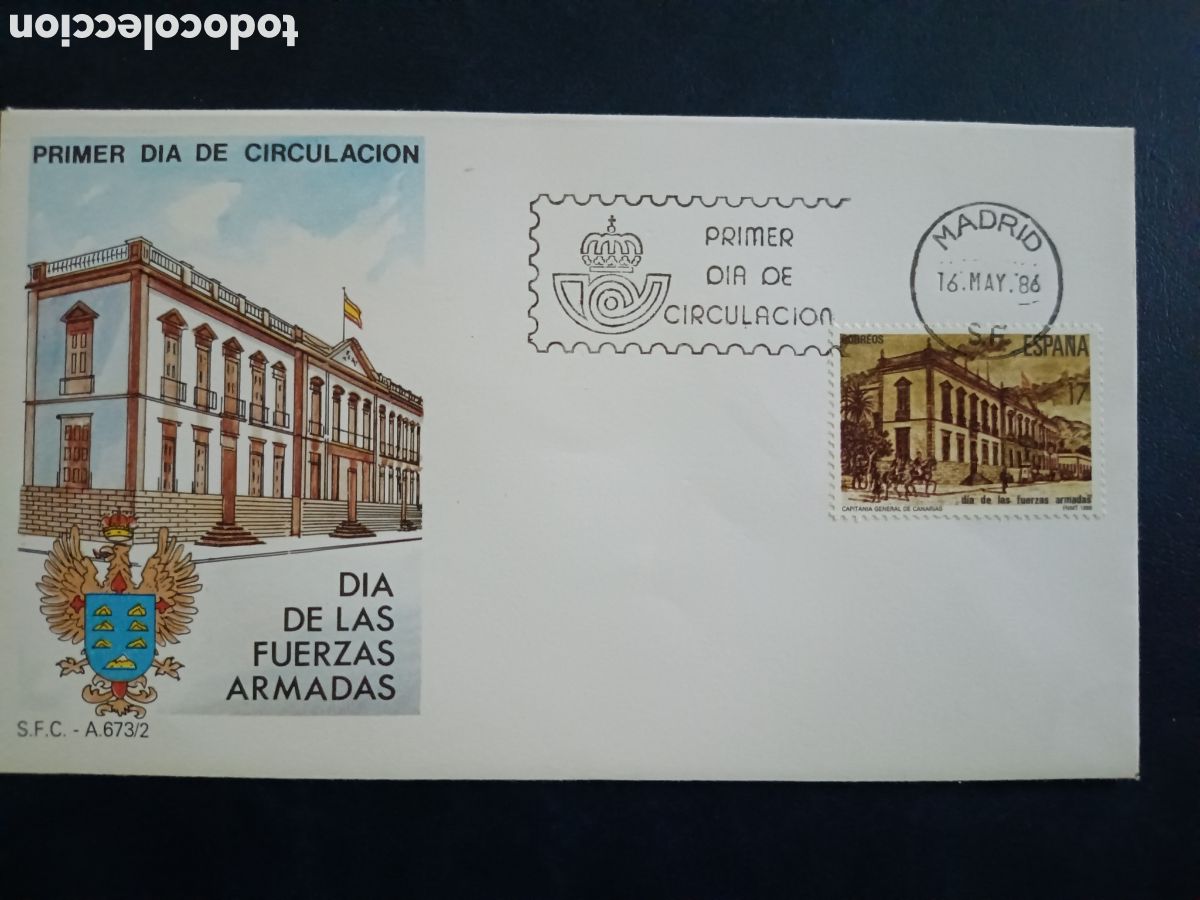 todocoleccion
PRIMER DIA DE CIRCULACION
DIA
DE LAS
FUERZAS
ARMADAS
S.F.C. - A.673/2
PRIMER
DIA DE
CIRCULACION
MADRID
16.MAY.86
CORREOS
ESPAÑA
17
día de las fuerzas armadas
CAPITANIA GENERAL DE CANARIAS
FNMT 1986